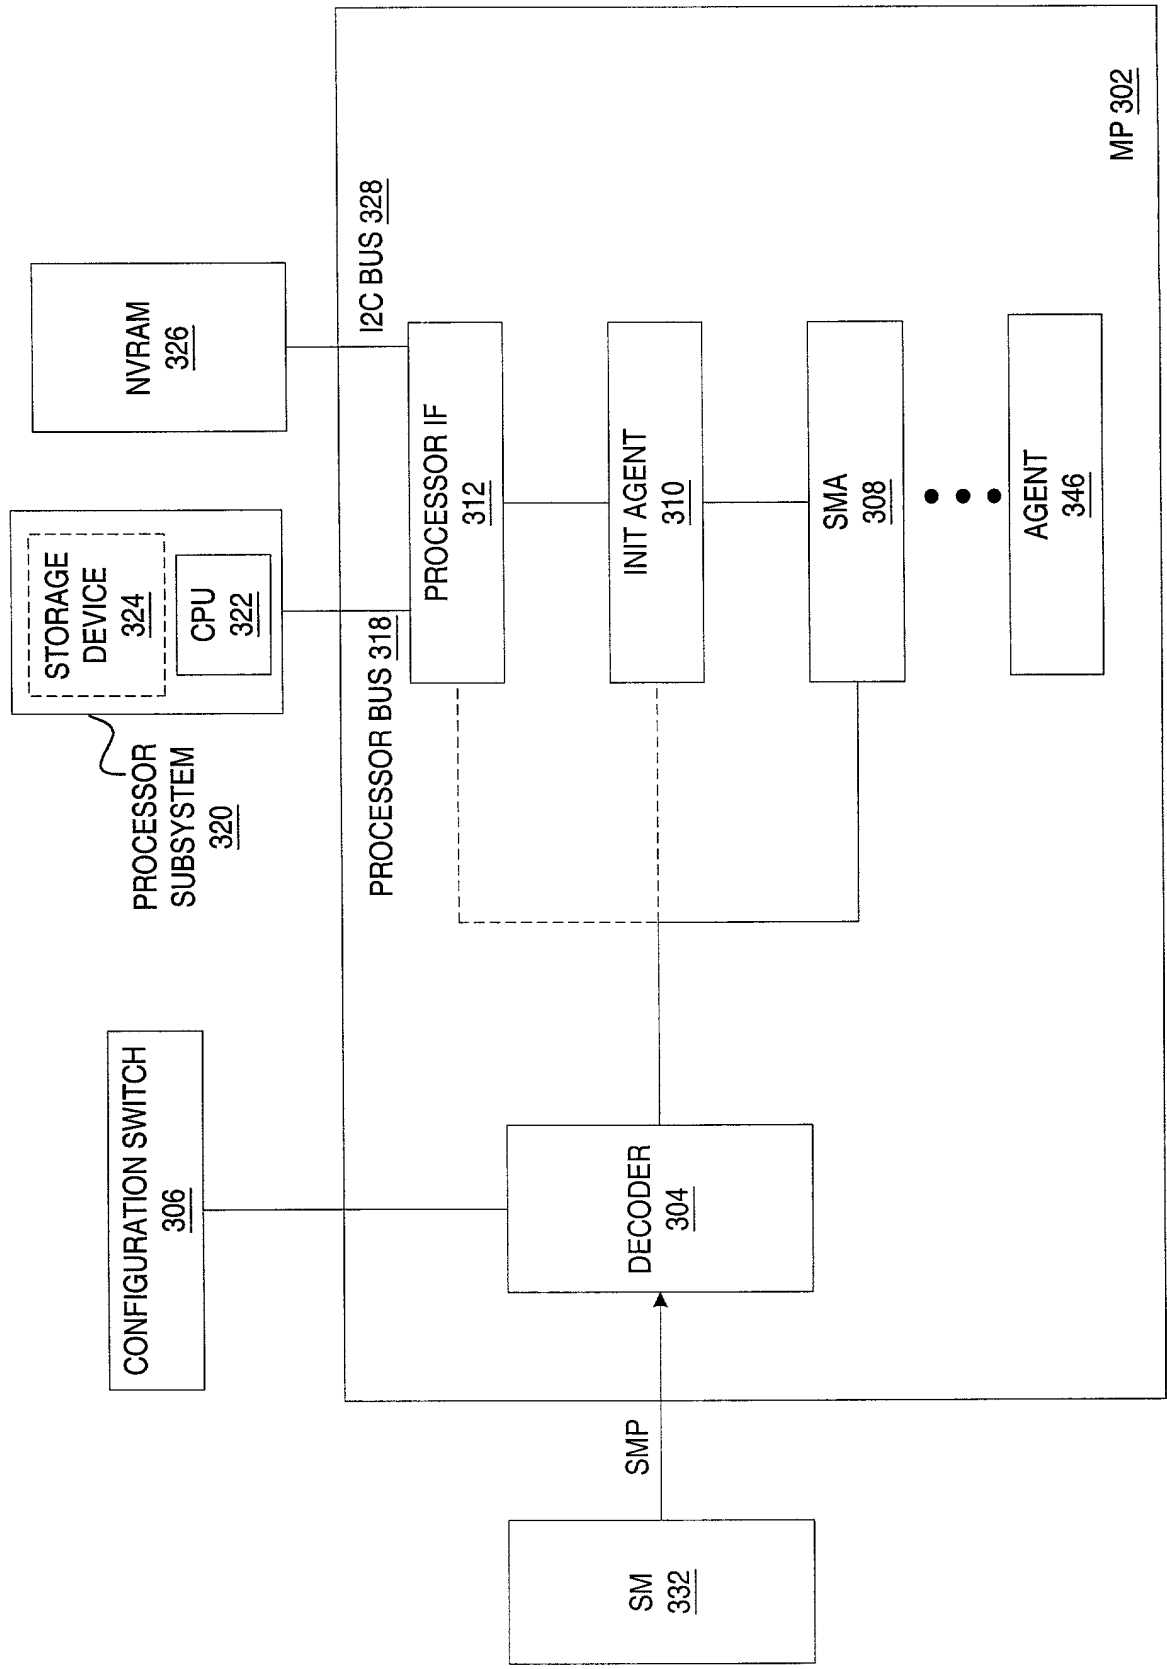 CONFIGURATION SWITCH
306
PROCESSOR
SUBSYSTEM
320
STORAGE
DEVICE
324
CPU
322
NVRAM
326
PROCESSOR BUS 318
I2C BUS 328
SM
332
SMP
DECODER
304
PROCESSOR IF
312
INIT AGENT
310
SMA
308
AGENT
346
MP 302